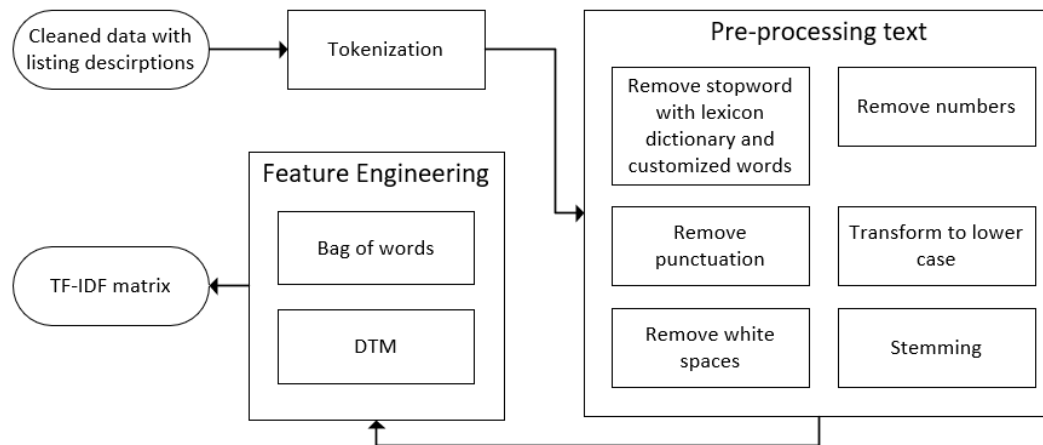 Cleaned data with
listing descirptions
Tokenization
Pre-processing text
Remove stopword
with lexicon
dictionary and
customized words
Remove numbers
Remove
punctuation
Transform to lower
case
Remove white
spaces
Stemming
Feature Engineering
Bag of words
DTM
TF-IDF matrix